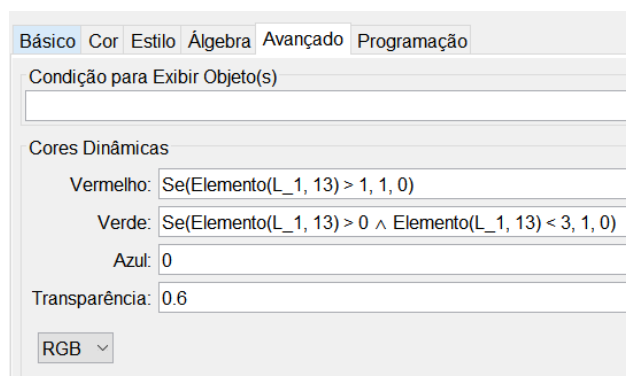 Básico Cor Estilo Álgebra Avançado Programação
Condição para Exibir Objeto(s)
Cores Dinâmicas
Vermelho: Se(Elemento(L_1, 13) > 1, 1, 0)
Verde: Se(Elemento(L_1, 13) > 0 ∧ Elemento(L_1, 13) < 3, 1, 0)
Azul: 0
Transparência: 0.6
RGB